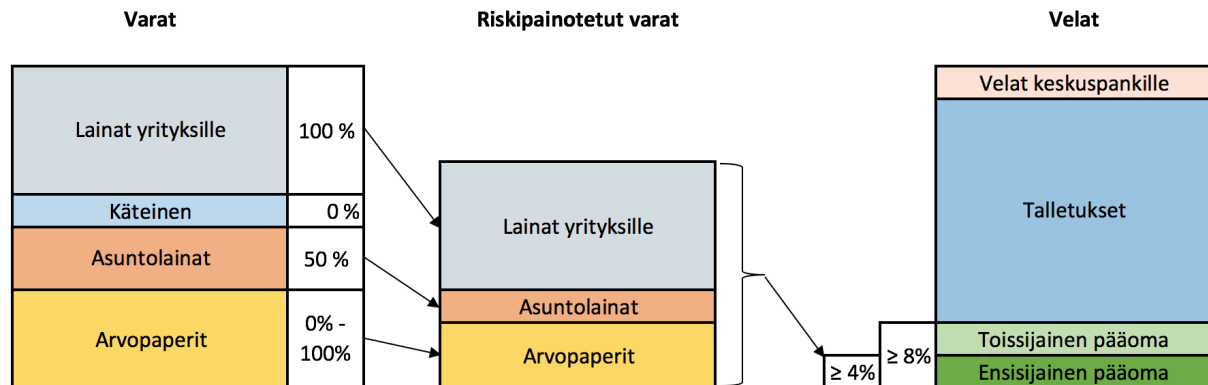 Varat
Riskipainotetut varat
Velat
Lainat yrityksille
100 %
Käteinen
0 %
Asuntolainat
50 %
Arvopaperit
0% -
100%
Lainat yrityksille
Asuntolainat
Arvopaperit
Velat keskuspankille
Talletukset
Toissijainen pääoma
≥ 8%
Ensisijainen pääoma
≥ 4%